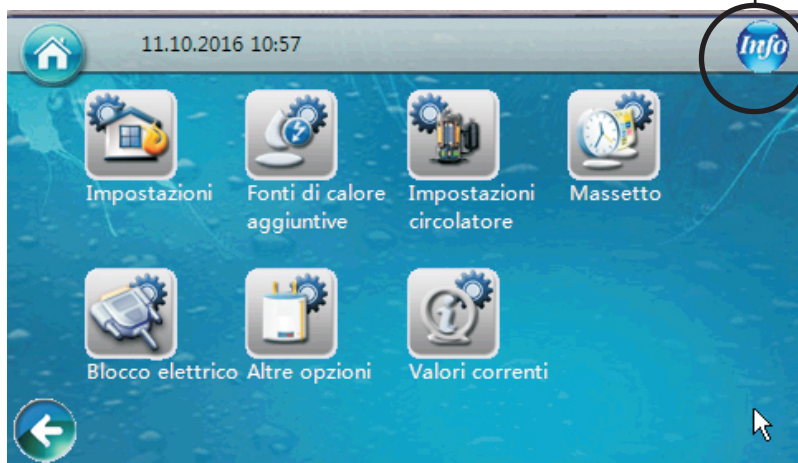 11.10.2016 10:57
Info
Impostazioni
Fonti di calore
aggiuntive
Impostazioni
circolatore
Massetto
Blocco elettrico
Altre opzioni
Valori correnti